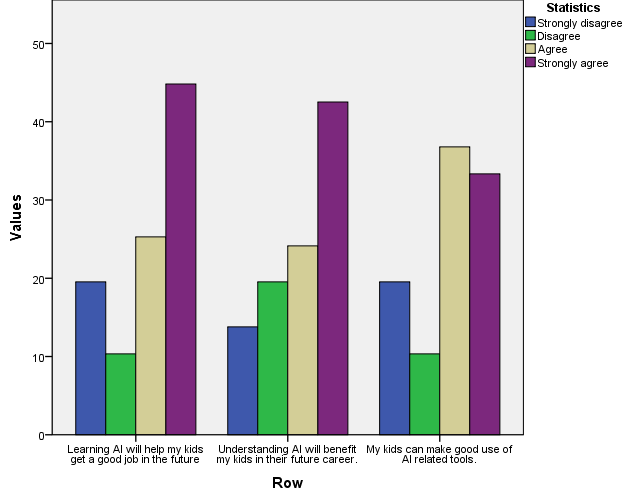 Statistics
Strongly disagree
Disagree
Agree
Strongly agree
Values
50
40
30
20
10
0
Learning AI will help my kids
get a good job in the future
Understanding AI will benefit
my kids in their future career.
My kids can make good use of
AI related tools.
Row